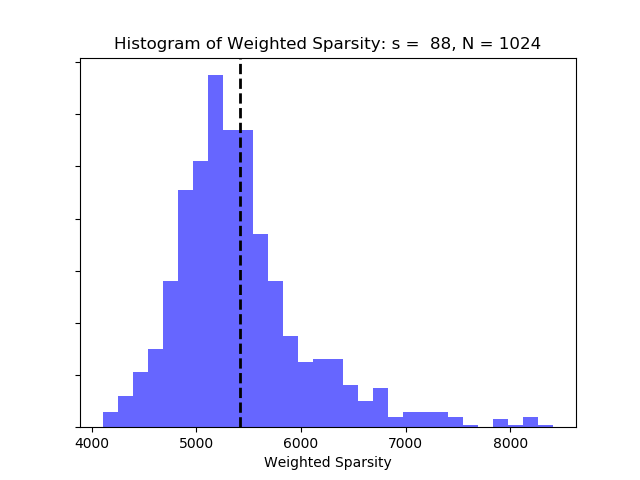 Histogram of Weighted Sparsity: s =  88, N = 1024
4000 5000 6000 7000 8000
Weighted Sparsity